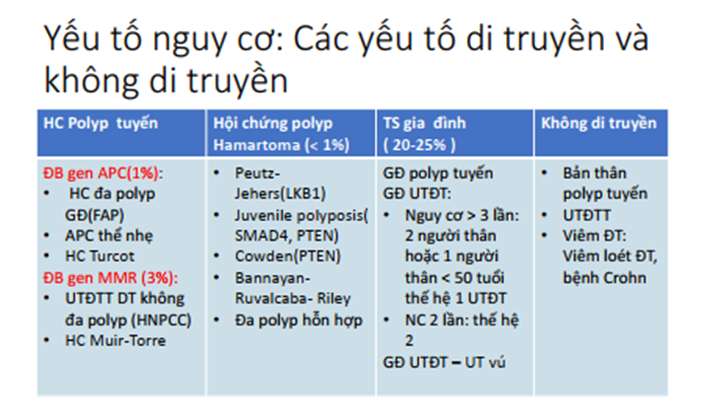 Yếu tố nguy cơ: Các yếu tố di truyền và
không di truyền
HC Polyp tuyến
Hội chứng polyp
Hamartoma (< 1%)
TS gia đình
( 20-25% )
Không di truyền
ĐB gen APC(1%):
• HC đa polyp
GĐ(FAP)
• APC thể nhẹ
• HC Turcot
ĐB gen MMR (3%):
• UTĐTT DT không
đa polyp (HNPCC)
• HC Muir-Torre
• Peutz-
Jehers(LKB1)
• Juvenile polyposis(
SMAD4, PTEN)
• Cowden(PTEN)
• Bannayan-
Ruvalcaba- Riley
• Đa polyp hỗn hợp
GĐ polyp tuyến
GĐ UTĐT:
• Nguy cơ > 3 lần:
2 người thân
hoặc 1 người
thân < 50 tuổi
thế hệ 1 UTĐT
• NC 2 lần: thế hệ
2
GĐ UTĐT – UT vú
• Bản thân
polyp tuyến
• UTĐTT
• Viêm ĐT:
Viêm loét ĐT,
bệnh Crohn